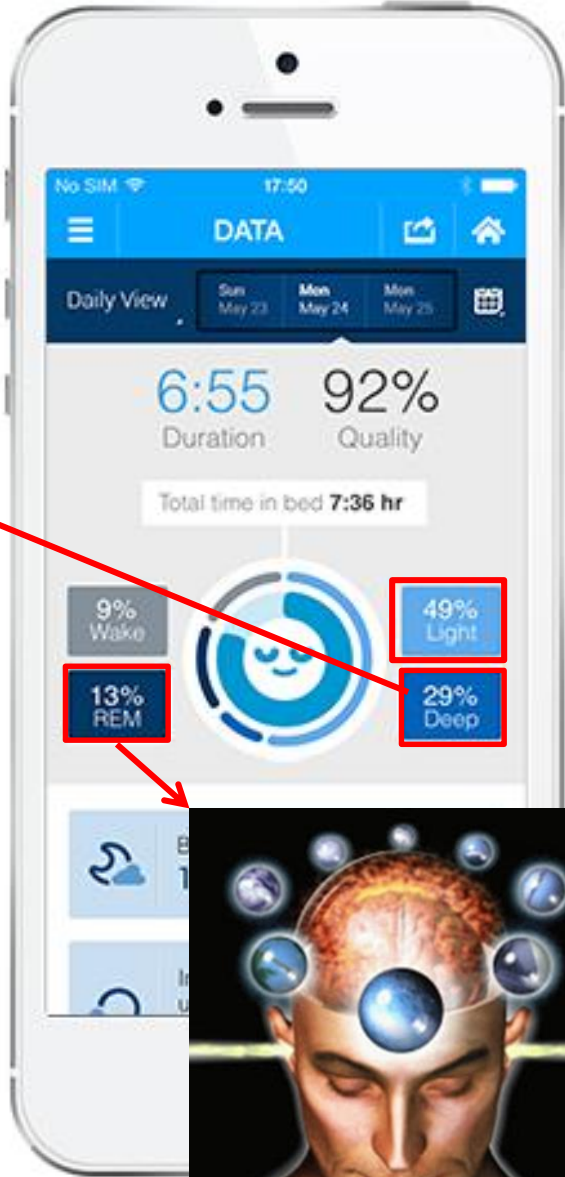 No SIM 17:50
DATA
Daily View
Sun
May 23
Mon
May 24
Mon
May 25
6:55 92%
Duration Quality
Total time in bed 7:36 hr
9%
Wake
49%
Light
13%
REM
29%
Deep